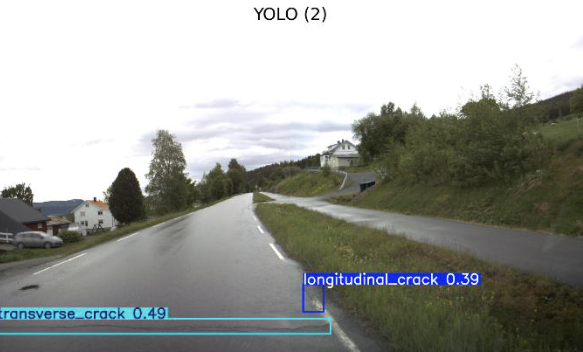 YOLO (2)
longitudinal_crack 0.39
transverse_crack 0.49